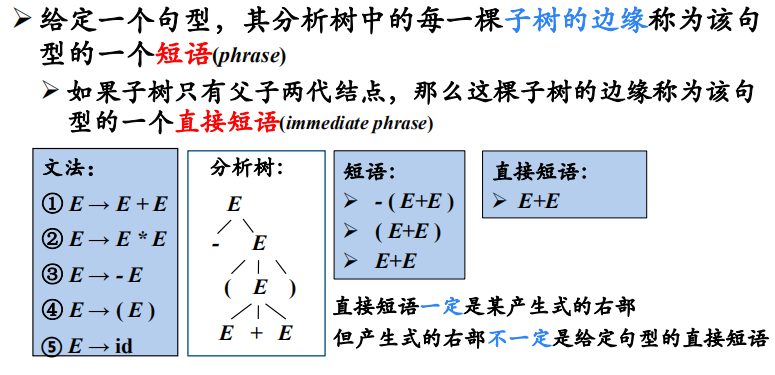 ➢ 给定一个句型，其分析树中的每一棵子树的边缘称为该句
型的一个短语(phrase)
➢ 如果子树只有父子两代结点，那么这棵子树的边缘称为该句
型的一个直接短语(immediate phrase)
文法：
① E → E + E
② E → E * E
③ E → - E
④ E → ( E )
⑤ E → id
分析树：
E
- E
( E )
E + E
短语：
➢ - ( E+E )
➢ ( E+E )
➢ E+E
直接短语：
➢ E+E
直接短语一定是某产生式的右部
但产生式的右部不一定是给定句型的直接短语